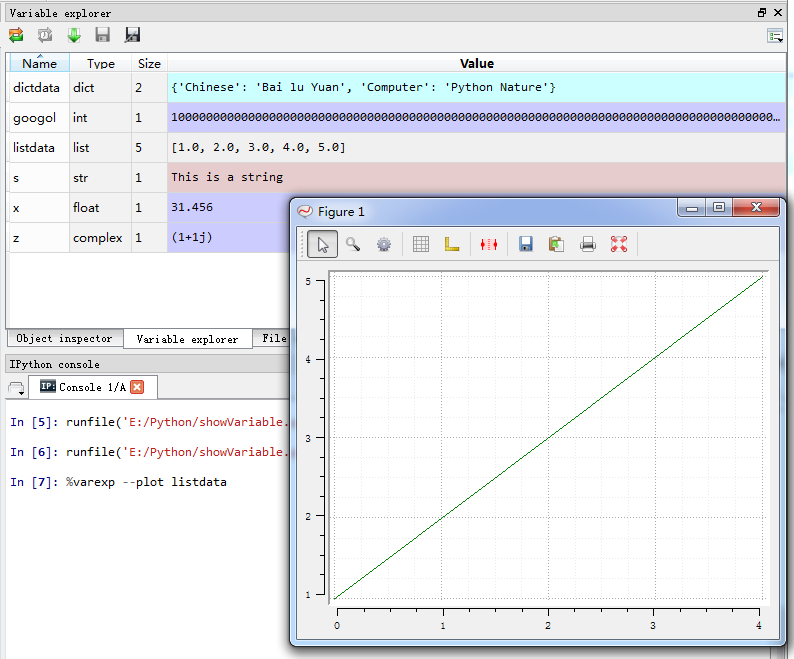 Variable explorer
Name Type Size Value
dictdata dict 2 {'Chinese': 'Bai lu Yuan', 'Computer': 'Python Nature'}
listdata list 5 [1.0, 2.0, 3.0, 4.0, 5.0]
googol int 1
s str 1 This is a string
x float 1 31.456
z complex 1 (1+1j)
Object inspector Variable explorer File
IPython console
IP: Console 1/A
In [5]: runfile('E:/Python/showVariable.
In [6]: runfile('E:/Python/showVariable.
In [7]: %varexp --plot listdata
Figure 1
5
4
3
2
1
0 1 2 3 4